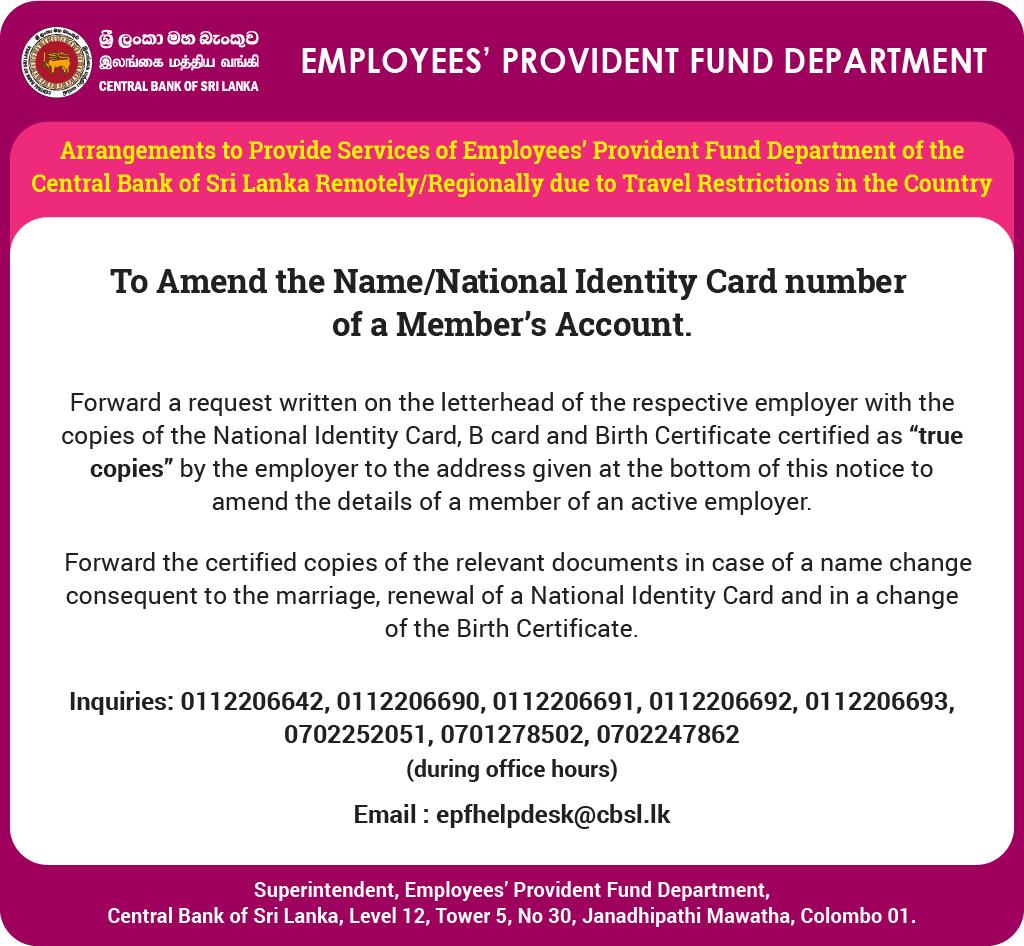 ශ්‍රී ලංකා මහ බැංකුව
இலங்கை மத்திய வங்கி
CENTRAL BANK OF SRI LANKA
EMPLOYEES’ PROVIDENT FUND DEPARTMENT
Arrangements to Provide Services of Employees’ Provident Fund Department of the
Central Bank of Sri Lanka Remotely/Regionally due to Travel Restrictions in the Country
To Amend the Name/National Identity Card number
of a Member’s Account.
Forward a request written on the letterhead of the respective employer with the
copies of the National Identity Card, B card and Birth Certificate certified as “true
copies” by the employer to the address given at the bottom of this notice to
amend the details of a member of an active employer.
Forward the certified copies of the relevant documents in case of a name change
consequent to the marriage, renewal of a National Identity Card and in a change
of the Birth Certificate.
Inquiries: 0112206642, 0112206690, 0112206691, 0112206692, 0112206693,
0702252051, 0701278502, 0702247862
(during office hours)
Email : epfhelpdesk@cbsl.lk
Superintendent, Employees’ Provident Fund Department,
Central Bank of Sri Lanka, Level 12, Tower 5, No 30, Janadhipathi Mawatha, Colombo 01.